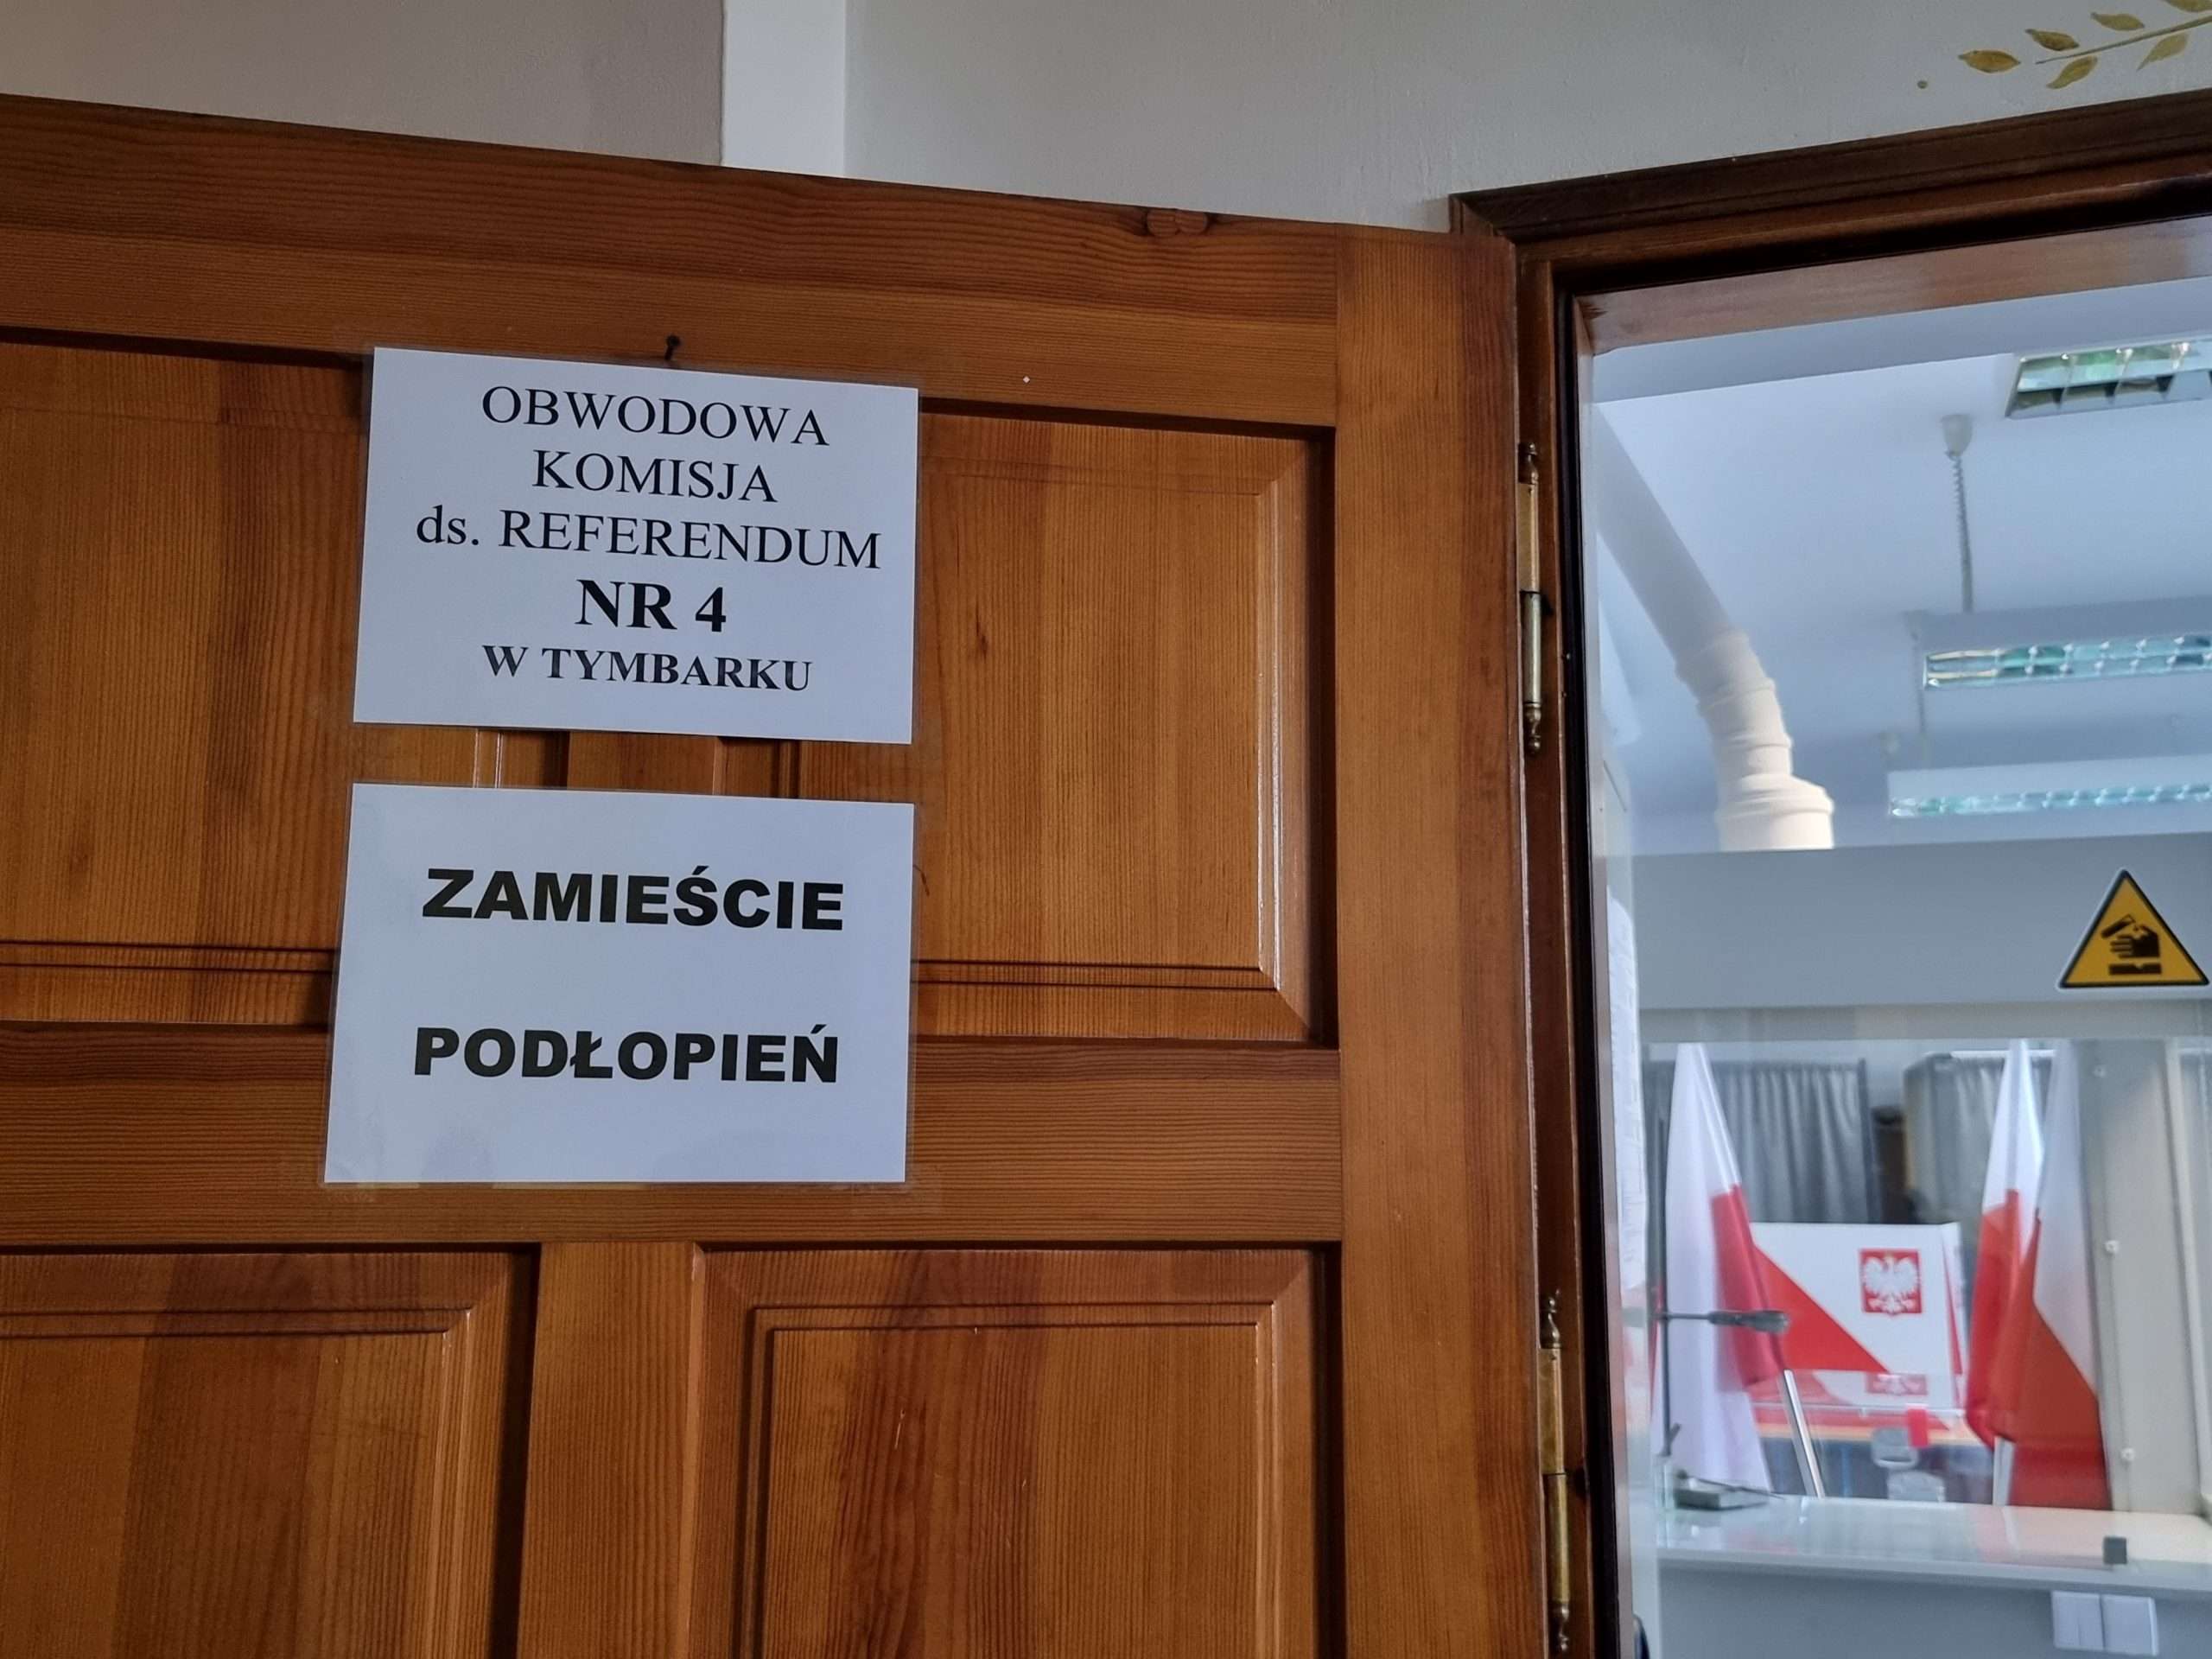 OBWODOWA
KOMISJA
ds. REFERENDUM
NR 4
W TYMBARKU
ZAMIEŚCIE
PODŁOPIEŃ